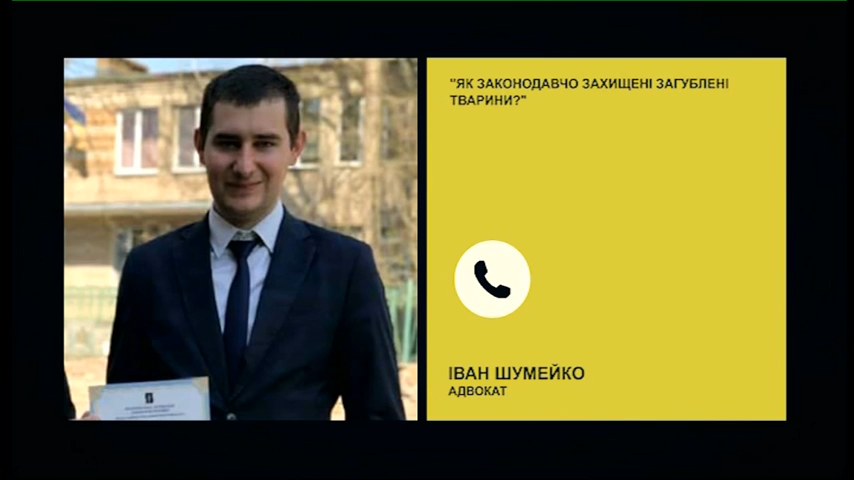 "ЯК ЗАКОНОДАВЧО ЗАХИЩЕНІ ЗАГУБЛЕНІ
ТВАРИНИ?"
ІВАН ШУМЕЙКО
АДВОКАТ